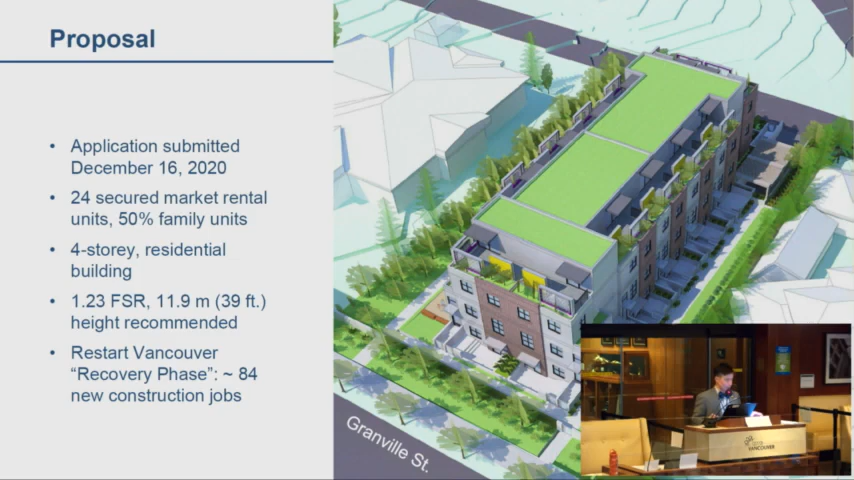 Proposal
• Application submitted
December 16, 2020
• 24 secured market rental
units, 50% family units
• 4-storey, residential
building
• 1.23 FSR, 11.9 m (39 ft.)
height recommended
• Restart Vancouver
“Recovery Phase”: ~ 84
new construction jobs
Granville St.
VANCOUVER